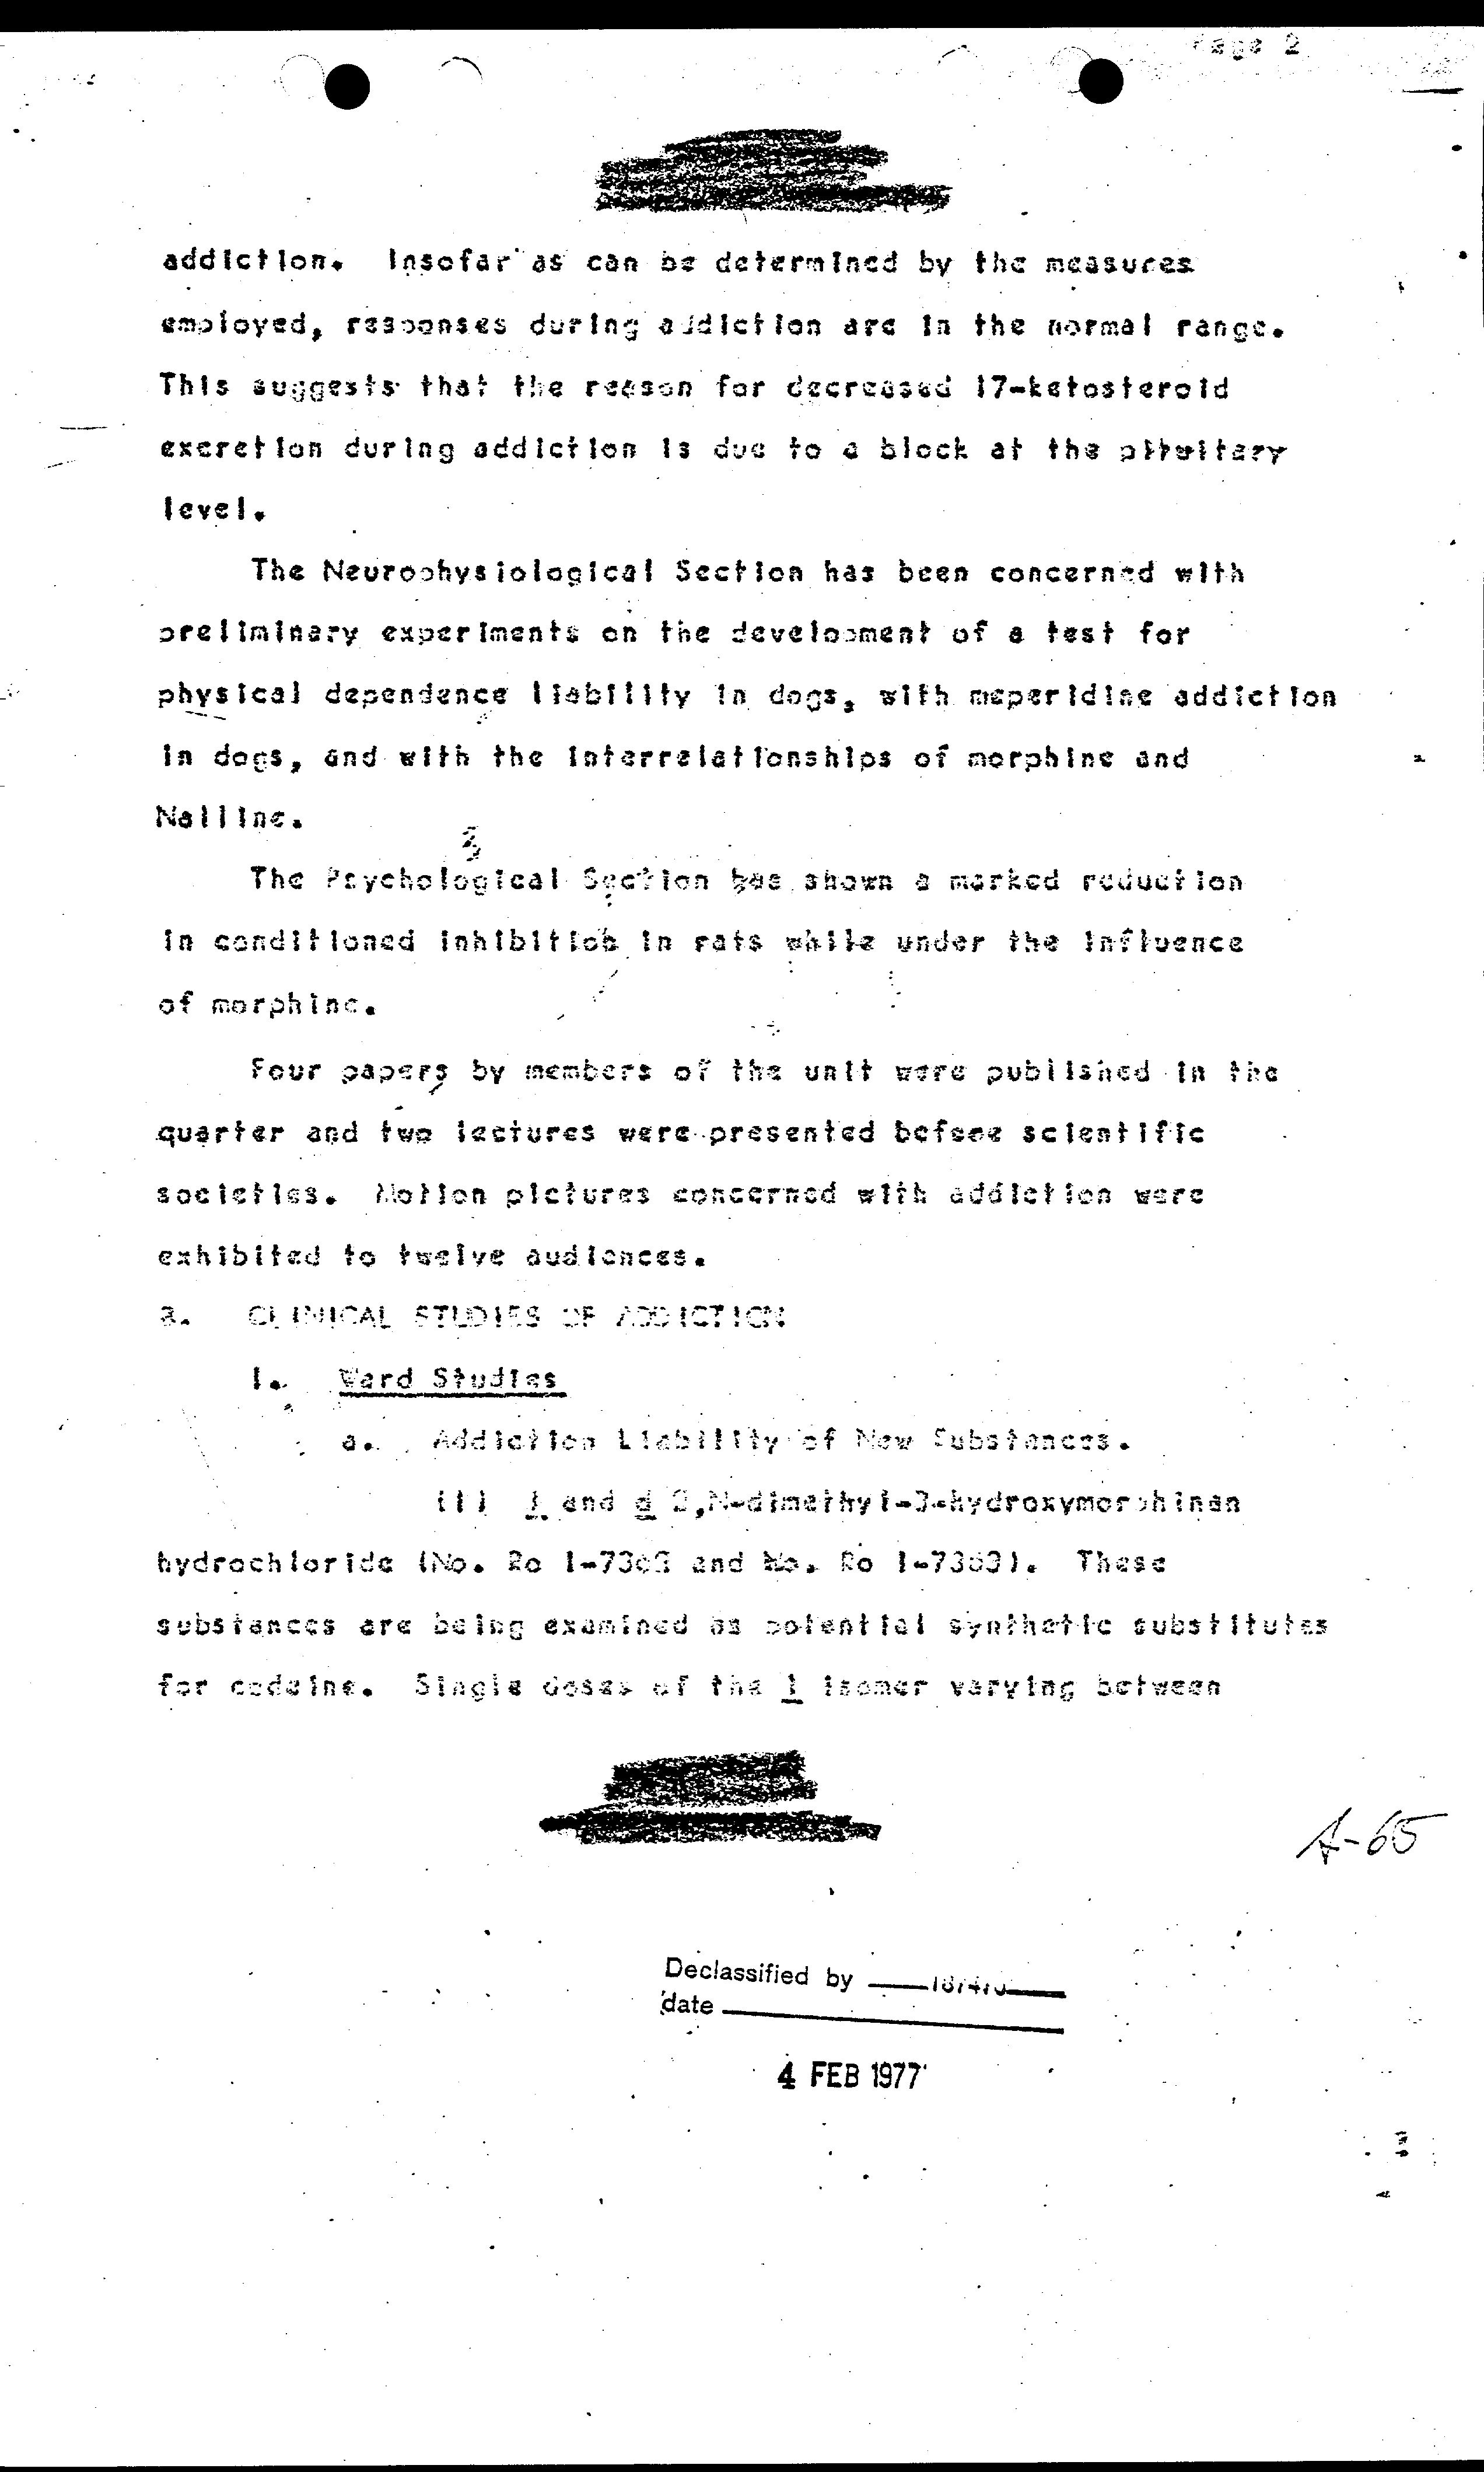 Page 2
addiction. Insofar as can be determined by the measures
employed, responses during addiction are in the normal range.
This suggests that the reason for decreased 17-ketosteroid
excretion during addiction is due to a block at the pituitary
level.
The Neurophysiological Section has been concerned with
preliminary experiments on the development of a test for
physical dependence liability in dogs, with meperidine addiction
in dogs, and with the interrelationships of morphine and
Nalline.
The Psychological Section has shown a marked reduction
in conditioned inhibition in rats while under the influence
of morphine.
Four papers by members of the unit were published in the
quarter and two lectures were presented before scientific
societies. Motion pictures concerned with addiction were
exhibited to twelve audiences.
CLINICAL STUDIES OF ADDICTION
1. Ward Studies
a. Addiction Liability of New Substances.
(1) l and d N-dimethyl-3-hydroxymorphinan
hydrochloride (No. Ro and No. Ro These
substances are being examined as potential synthetic substitutes
for codeine. Single doses of the l isomer varying between
A-65
Declassified by
date
4 FEB 1977